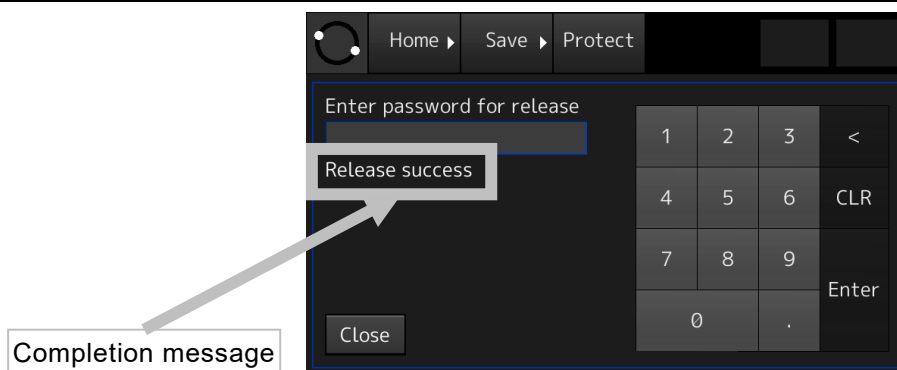 Home ▶ Save ▶ Protect
Enter password for release
Release success
1 2 3 <
4 5 6 CLR
7 8 9
Enter
0 .
Close
Completion message